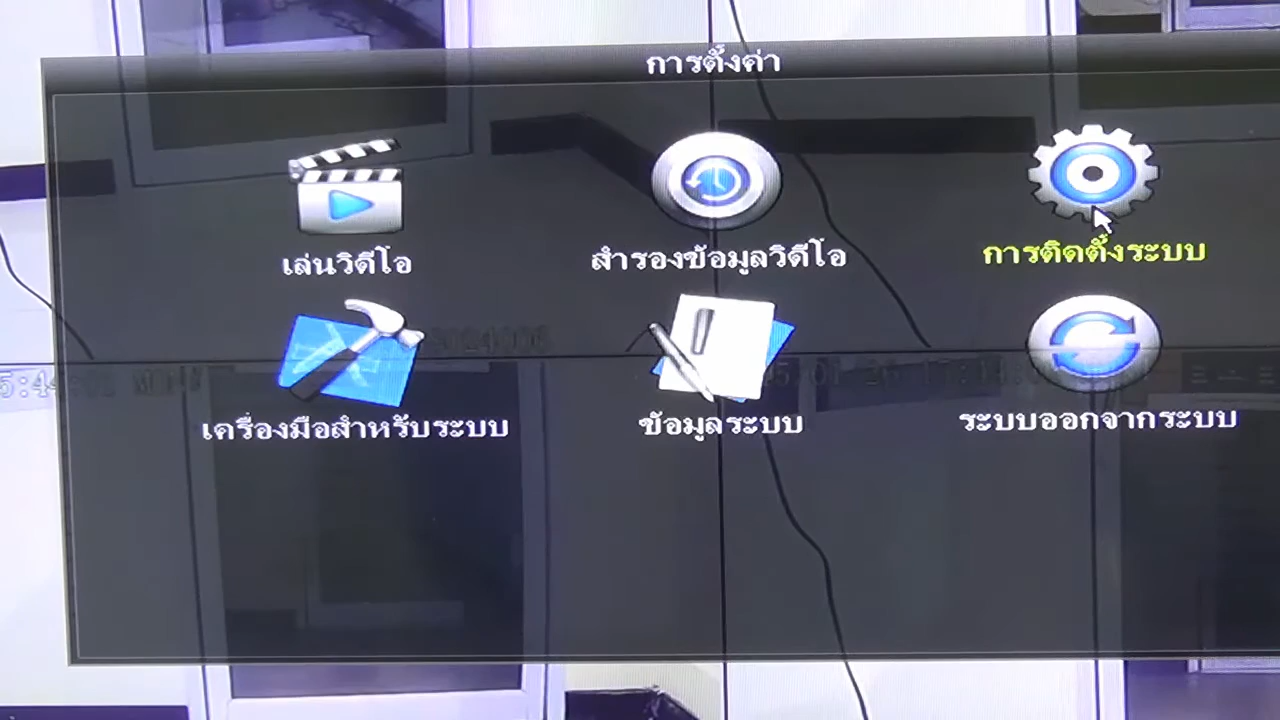 การตั้งค่า
เล่นวิดีโอ
สำรองข้อมูลวิดีโอ
การติดตั้งระบบ
เครื่องมือสำหรับระบบ
ข้อมูลระบบ
ระบบออกจากระบบ